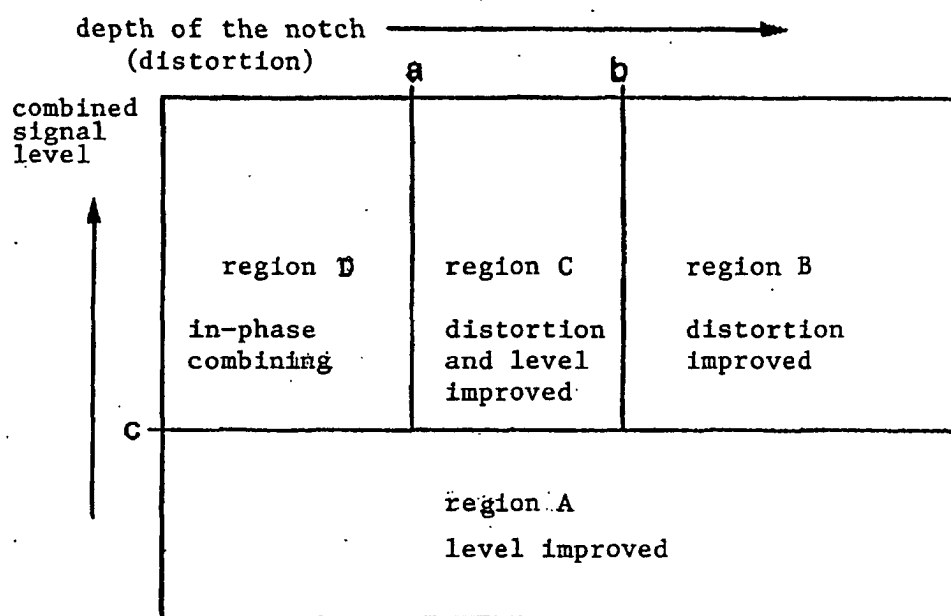 depth of the notch
(distortion)
a
b
combined
signal
level
region D
region C
region B
in-phase
combining
distortion
and level
improved
distortion
improved
c
region A
level improved